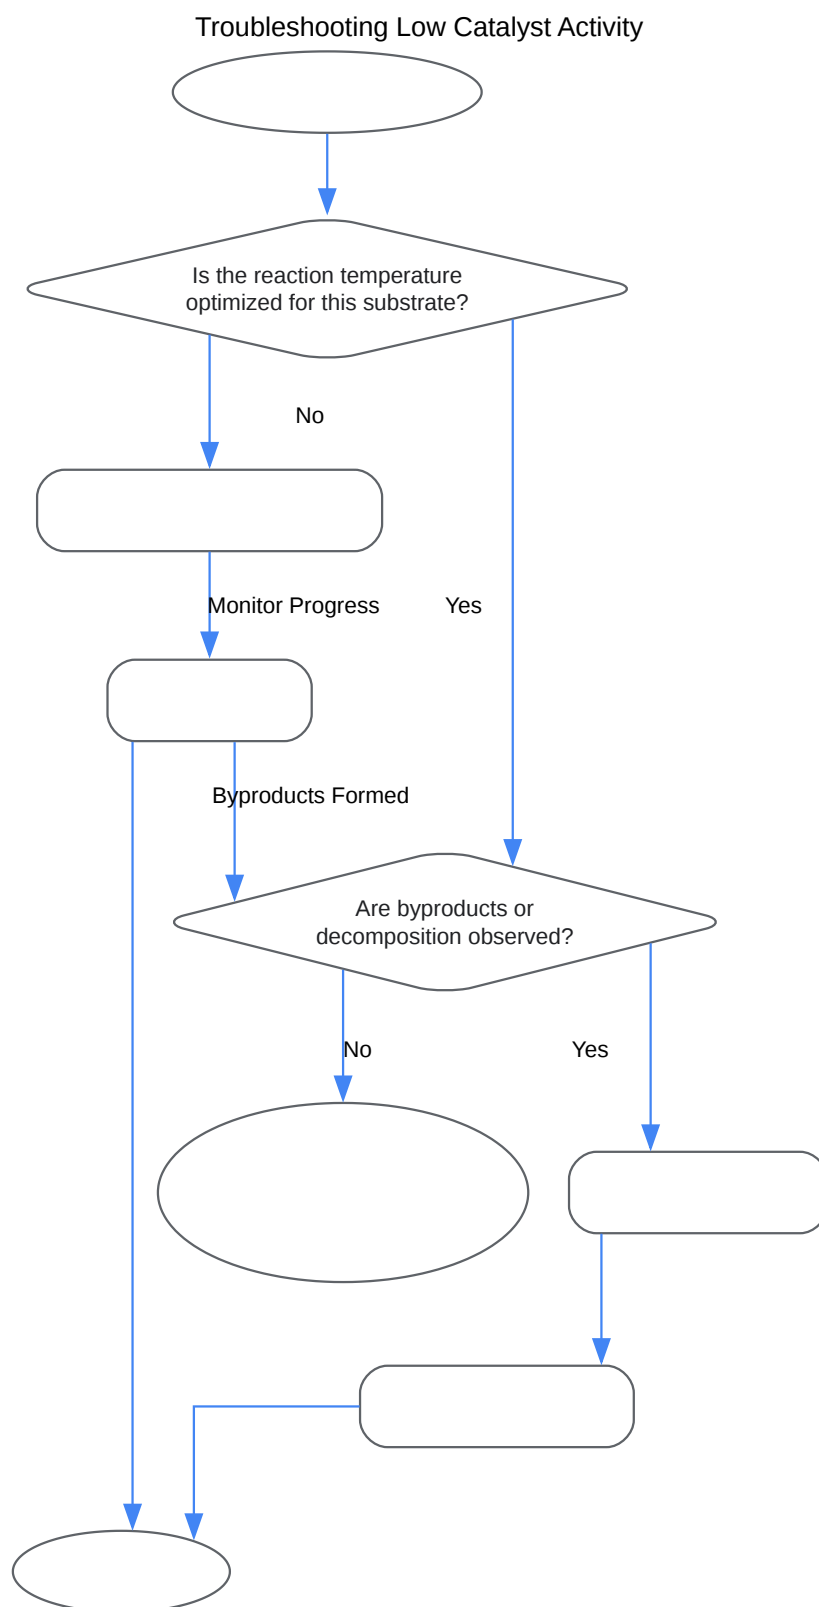 Troubleshooting Low Catalyst Activity
Is the reaction temperature
optimized for this substrate?
No
Monitor Progress
Yes
Byproducts Formed
Are byproducts or
decomposition observed?
No
Yes